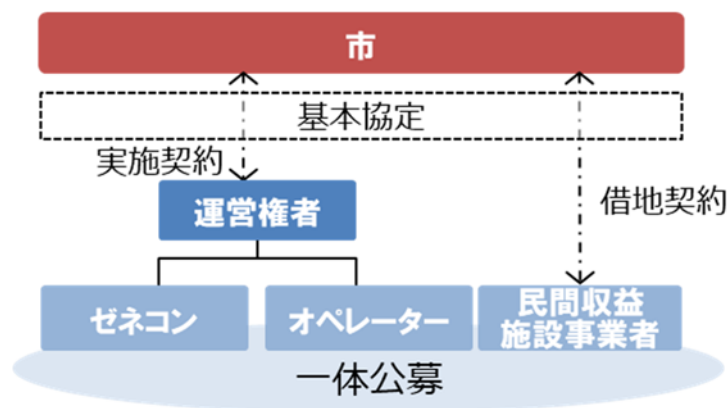 市
基本協定
実施契約
運営権者
借地契約
ゼネコン
オペレーター
民間収益
施設事業者
一体公募